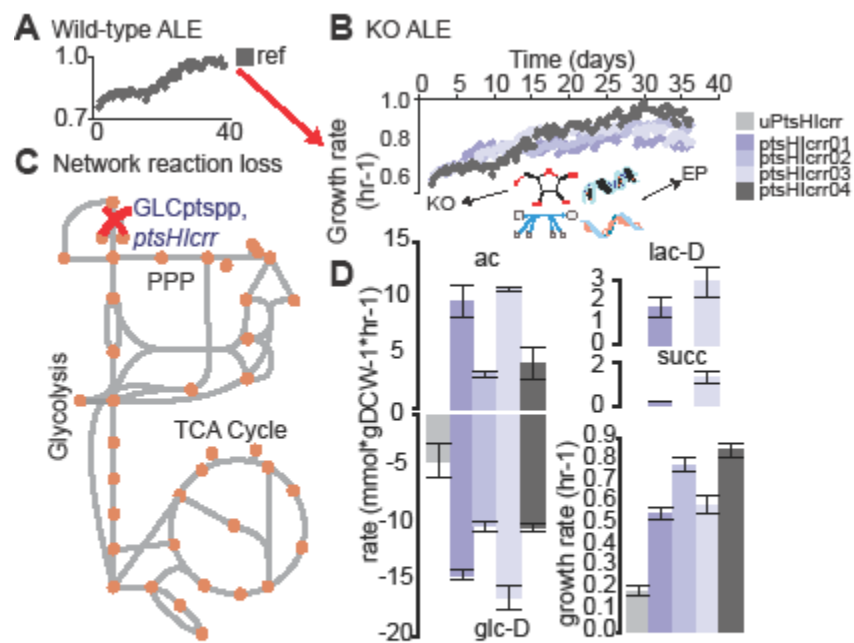 A Wild-type ALE
1.0
0.7
0 40
ref
B KO ALE
Time (days)
0 5 10 15 20 25 30 35 40
1.0
0.8
0.6
Growth rate
(hr-1)
KO
EP
uPtsHIcrr
ptsHIcrr01
ptsHIcrr02
ptsHIcrr03
ptsHIcrr04
C Network reaction loss
GLCptspp,
ptsHIcrr
PPP
Glycolysis
TCA Cycle
D
ac
15
10
5
0
-5
-10
-15
-20
rate (mmol*gDCW-1*hr-1)
glc-D
lac-D
3
2
1
0
succ
2
0
growth rate (hr-1)
0.9
0.8
0.7
0.6
0.5
0.4
0.3
0.2
0.1
0.0